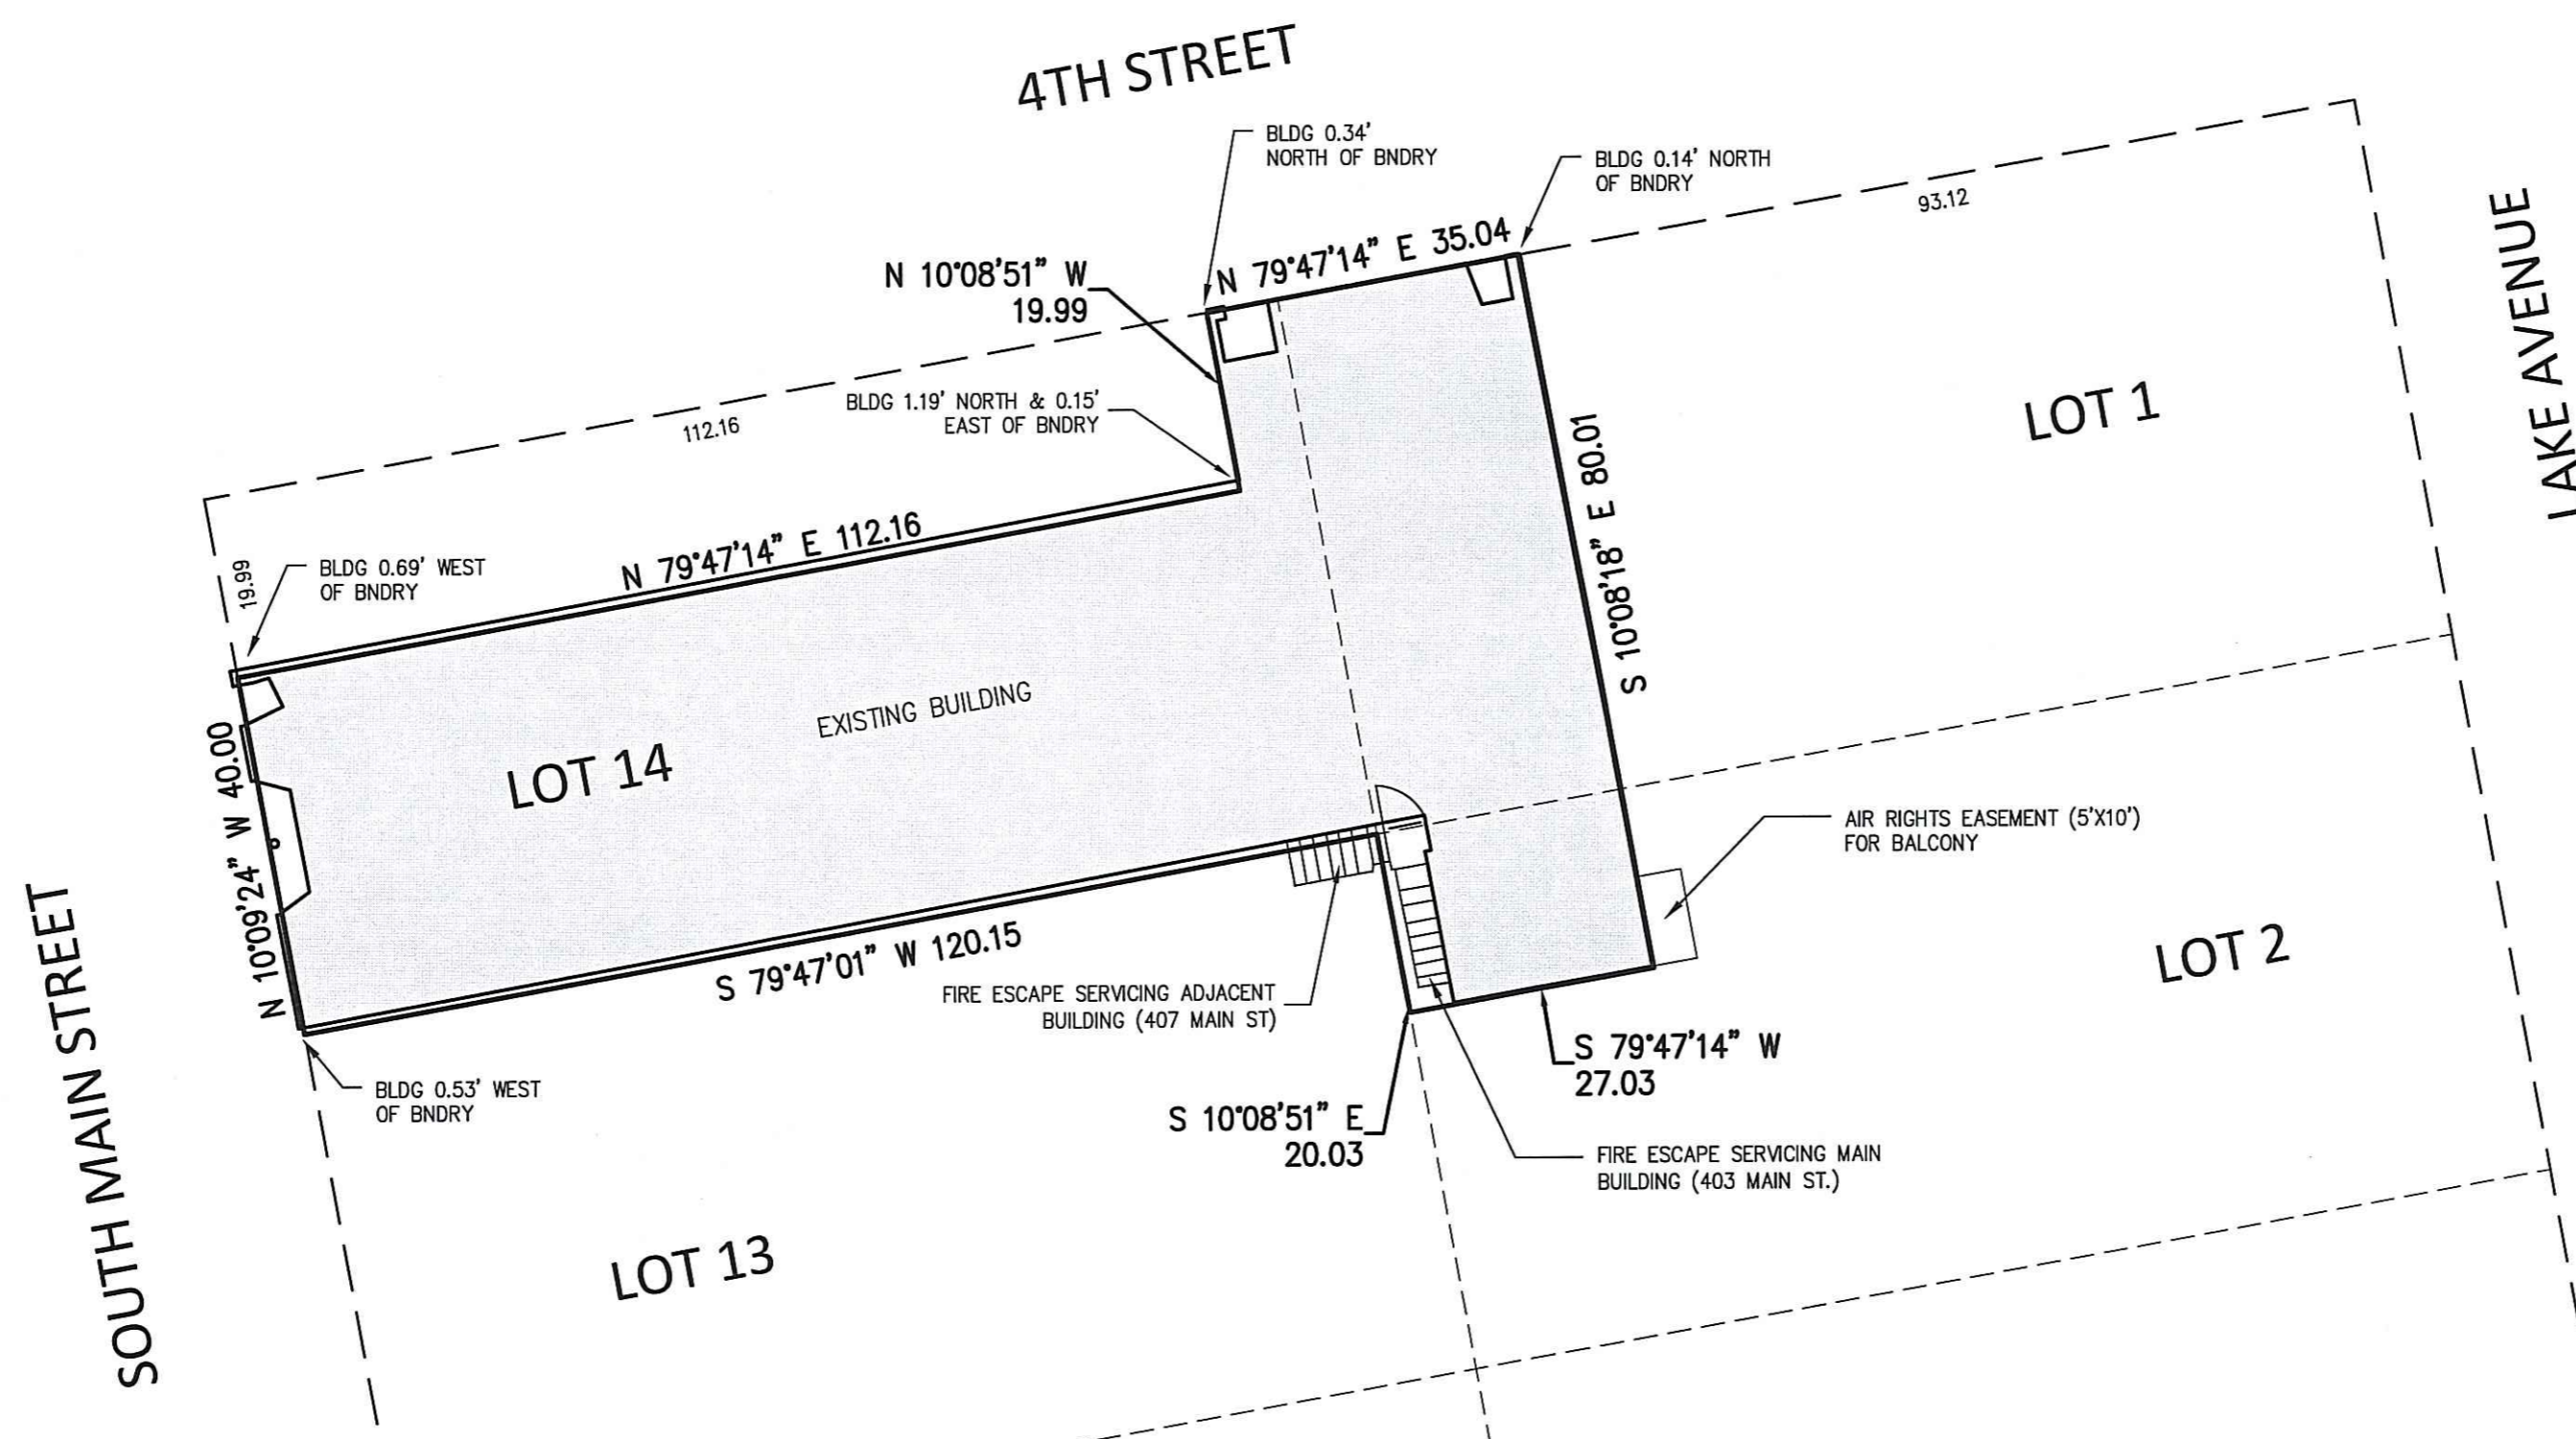 4TH STREET
BLDG 0.34'
NORTH OF BNDRY
BLDG 0.14' NORTH
OF BNDRY
93.12
LAKE AVENUE
N 10°08'51" W
19.99
N 79°47'14" E 35.04
BLDG 1.19' NORTH & 0.15'
EAST OF BNDRY
112.16
LOT 1
S 10°08'18" E 80.01
N 79°47'14" E 112.16
19.99
BLDG 0.69' WEST
OF BNDRY
EXISTING BUILDING
LOT 14
N 10°09'24" W 40.00
AIR RIGHTS EASEMENT (5'X10')
FOR BALCONY
SOUTH MAIN STREET
S 79°47'01" W 120.15
LOT 2
FIRE ESCAPE SERVICING ADJACENT
BUILDING (407 MAIN ST)
S 79°47'14" W
27.03
BLDG 0.53' WEST
OF BNDRY
S 10°08'51" E
20.03
FIRE ESCAPE SERVICING MAIN
BUILDING (403 MAIN ST.)
LOT 13